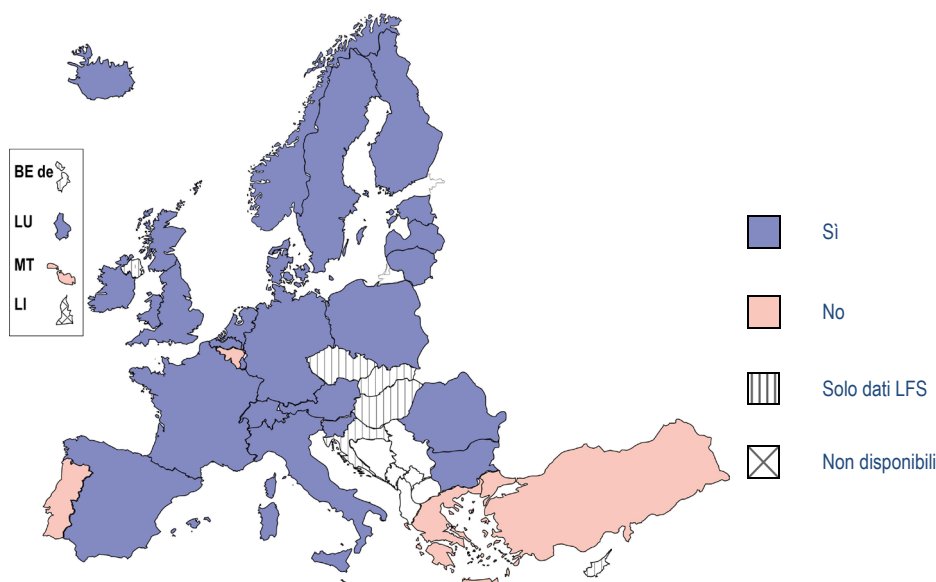 BE de
LU
MT
LI
Sì
No
Solo dati LFS
Non disponibili